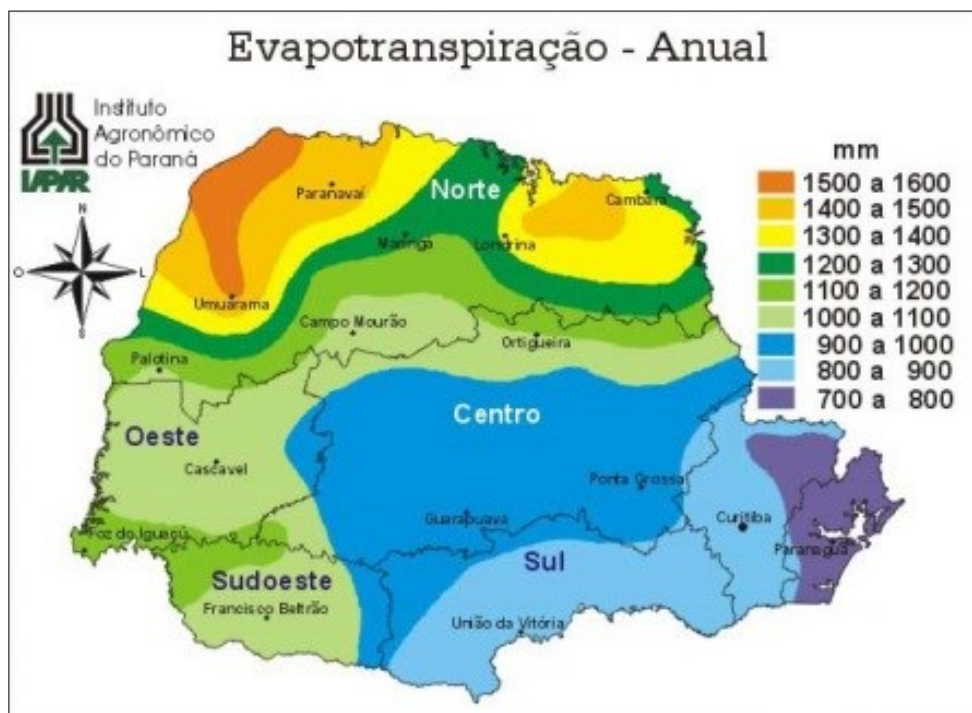 Evapotranspiração - Anual
Instituto
Agronômico
do Paraná
IAPAR
N
O
L
S
mm
1500 a 1600
1400 a 1500
1300 a 1400
1200 a 1300
1100 a 1200
1000 a 1100
900 a 1000
800 a 900
700 a 800
Norte
Paranavaí
Cambará
Maringa
Londrina
Umuarama
Campo Mourão
Ortigueira
Palotina
Centro
Oeste
Cascavel
Ponta Grossa
Guarapuava
Curitiba
Foz do Iguaçú
Paranaguá
Sul
Sudoeste
Francisco Beltrão
União da Vitória